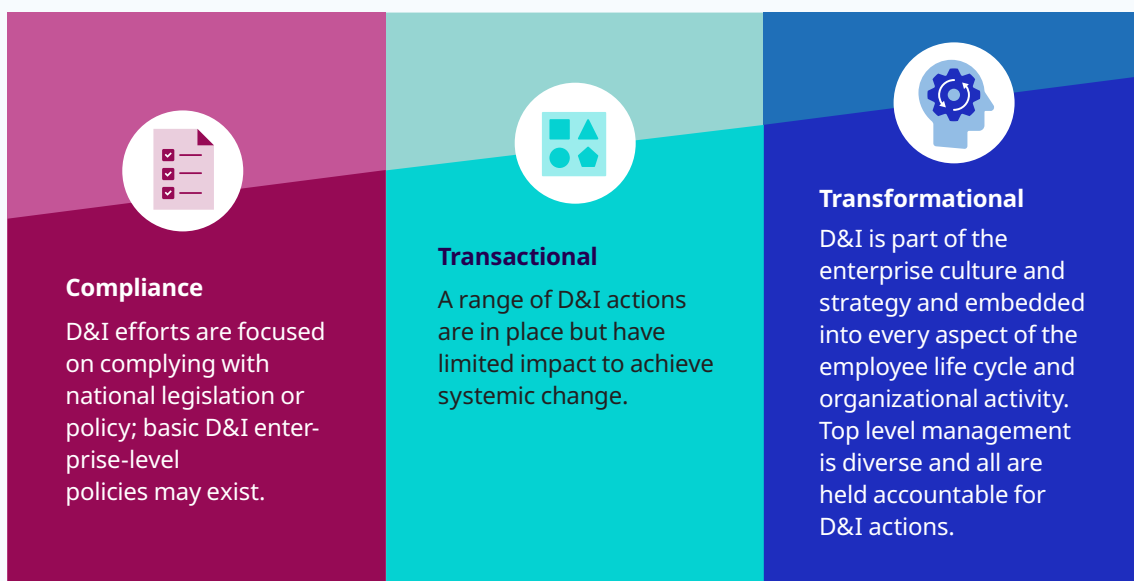 Compliance
D&I efforts are focused
on complying with
national legislation or
policy; basic D&I enter-
prise-level
policies may exist.
Transactional
A range of D&I actions
are in place but have
limited impact to achieve
systemic change.
Transformational
D&I is part of the
enterprise culture and
strategy and embedded
into every aspect of the
employee life cycle and
organizational activity.
Top level management
is diverse and all are
held accountable for
D&I actions.